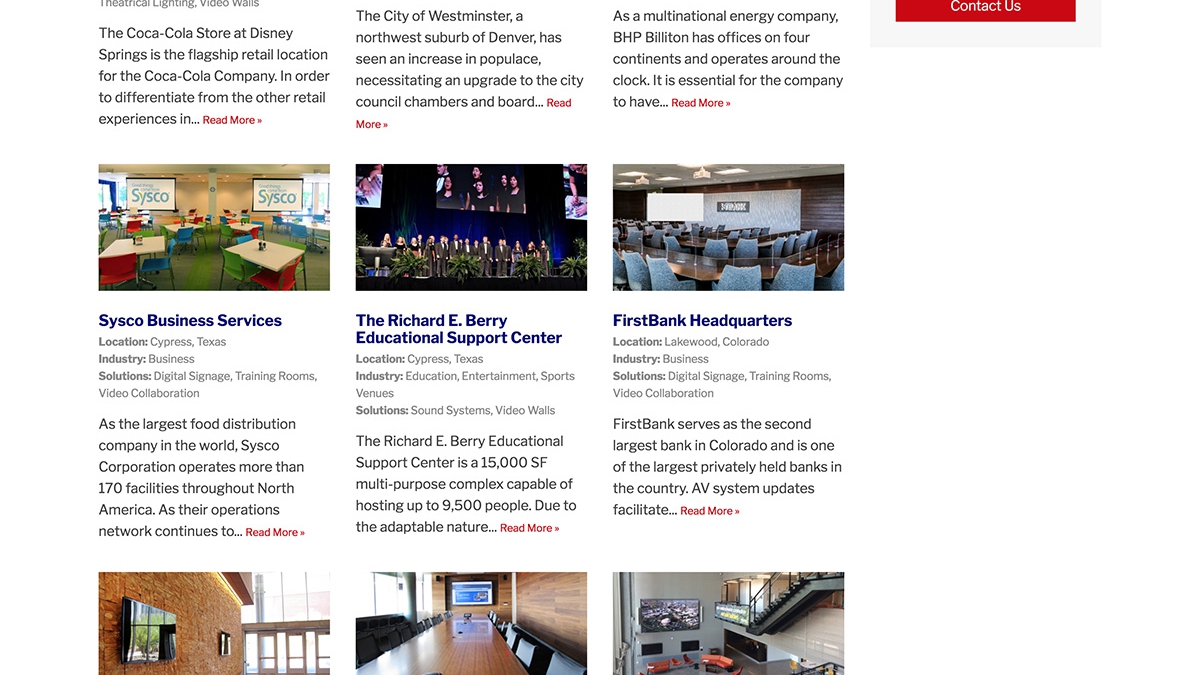 Theatrical Lighting, Video Walls
The Coca-Cola Store at Disney
Springs is the flagship retail location
for the Coca-Cola Company. In order
to differentiate from the other retail
experiences in... Read More »
The City of Westminster, a
northwest suburb of Denver, has
seen an increase in populace,
necessitating an upgrade to the city
council chambers and board... Read
More »
As a multinational energy company,
BHP Billiton has offices on four
continents and operates around the
clock. It is essential for the company
to have... Read More »
Contact Us
Sysco
Sysco
Sysco Business Services
Location: Cypress, Texas
Industry: Business
Solutions: Digital Signage, Training Rooms,
Video Collaboration
As the largest food distribution
company in the world, Sysco
Corporation operates more than
170 facilities throughout North
America. As their operations
network continues to... Read More »
The Richard E. Berry
Educational Support Center
Location: Cypress, Texas
Industry: Education, Entertainment, Sports
Venues
Solutions: Sound Systems, Video Walls
The Richard E. Berry Educational
Support Center is a 15,000 SF
multi-purpose complex capable of
hosting up to 9,500 people. Due to
the adaptable nature... Read More »
FirstBank Headquarters
Location: Lakewood, Colorado
Industry: Business
Solutions: Digital Signage, Training Rooms,
Video Collaboration
FirstBank serves as the second
largest bank in Colorado and is one
of the largest privately held banks in
the country. AV system updates
facilitate... Read More »